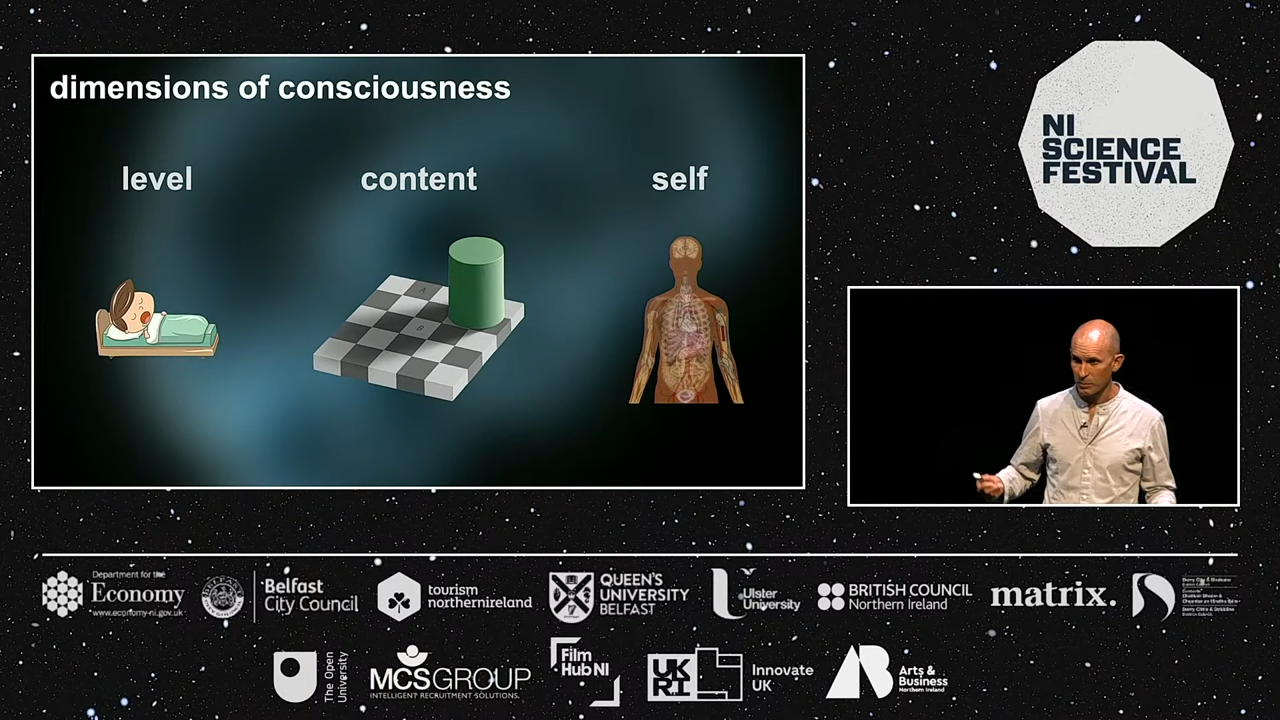 dimensions of consciousness
level
content
self
A
B
NI
SCIENCE
FESTIVAL
Department for the
Economy
www.economy-ni.gov.uk
Belfast
City Council
tourism
northernireland
QUEEN'S
UNIVERSITY
BELFAST
Ulster
University
BRITISH COUNCIL
Northern Ireland
matrix.
The Open
University
MCSGROUP
INTELLIGENT RECRUITMENT SOLUTIONS.
Film
Hub NI
UK
RI
Innovate
UK
Arts &
Business
Northern Ireland